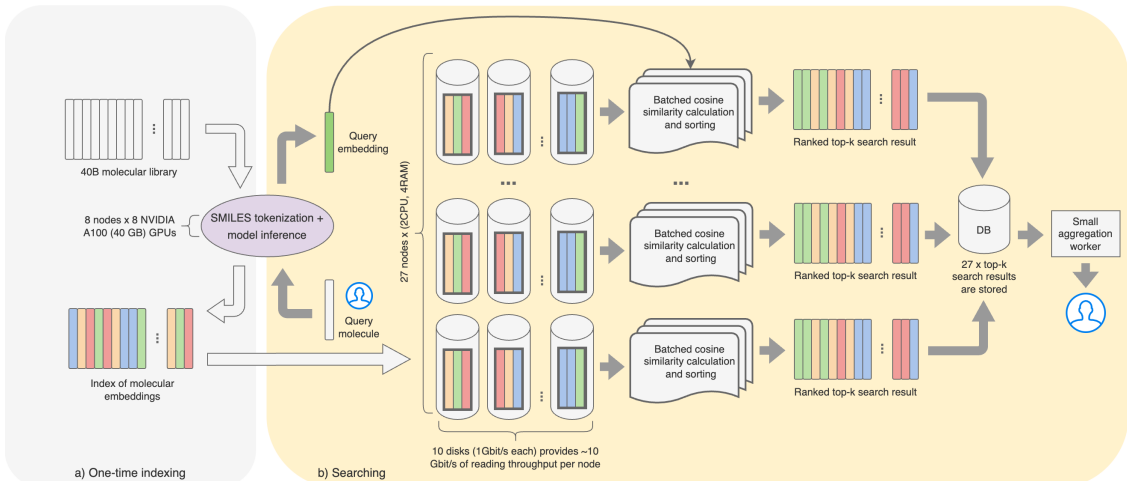 ...
40B molecular library
8 nodes x 8 NVIDIA
A100 (40 GB) GPUs
SMILES tokenization +
model inference
...
Index of molecular
embeddings
a) One-time indexing
Query
embedding
Query
molecule
27 nodes x (2CPU, 4RAM)
...
Batched cosine
similarity calculation
and sorting
...
Ranked top-k search result
...
...
...
...
Batched cosine
similarity calculation
and sorting
...
Ranked top-k search result
...
Batched cosine
similarity calculation
and sorting
...
Ranked top-k search result
10 disks (1Gbit/s each) provides ~10
Gbit/s of reading throughput per node
DB
27 x top-k
search results
are stored
Small
aggregation
worker
b) Searching